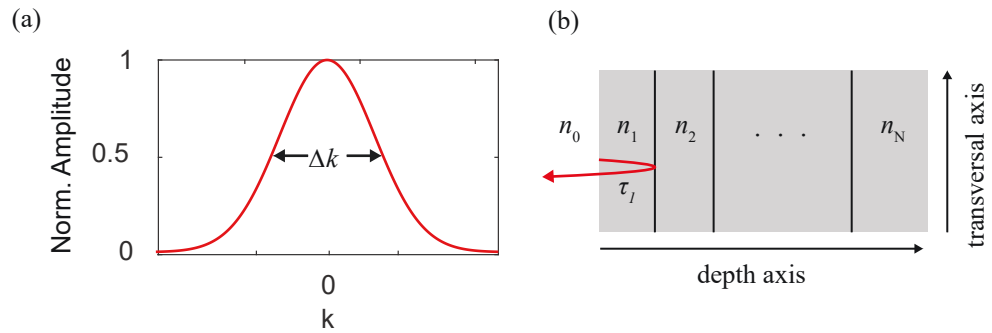 (a)
Norm. Amplitude
1
0.5
0
Δk
0
k
(b)
n0
n1
n2
. . .
nN
τ1
transversal axis
depth axis